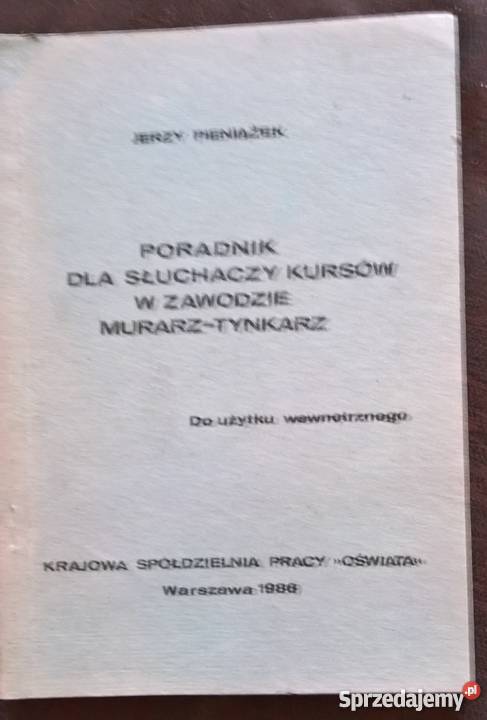 JERZY PIENIĄŻEK
PORADNIK
DLA SŁUCHACZY KURSÓW
W ZAWODZIE
MURARZ-TYNKARZ
Do użytku wewnętrznego
KRAJOWA SPÓŁDZIELNIA PRACY »OŚWIATA«
Warszawa 1986
Sprzedajemy.pl